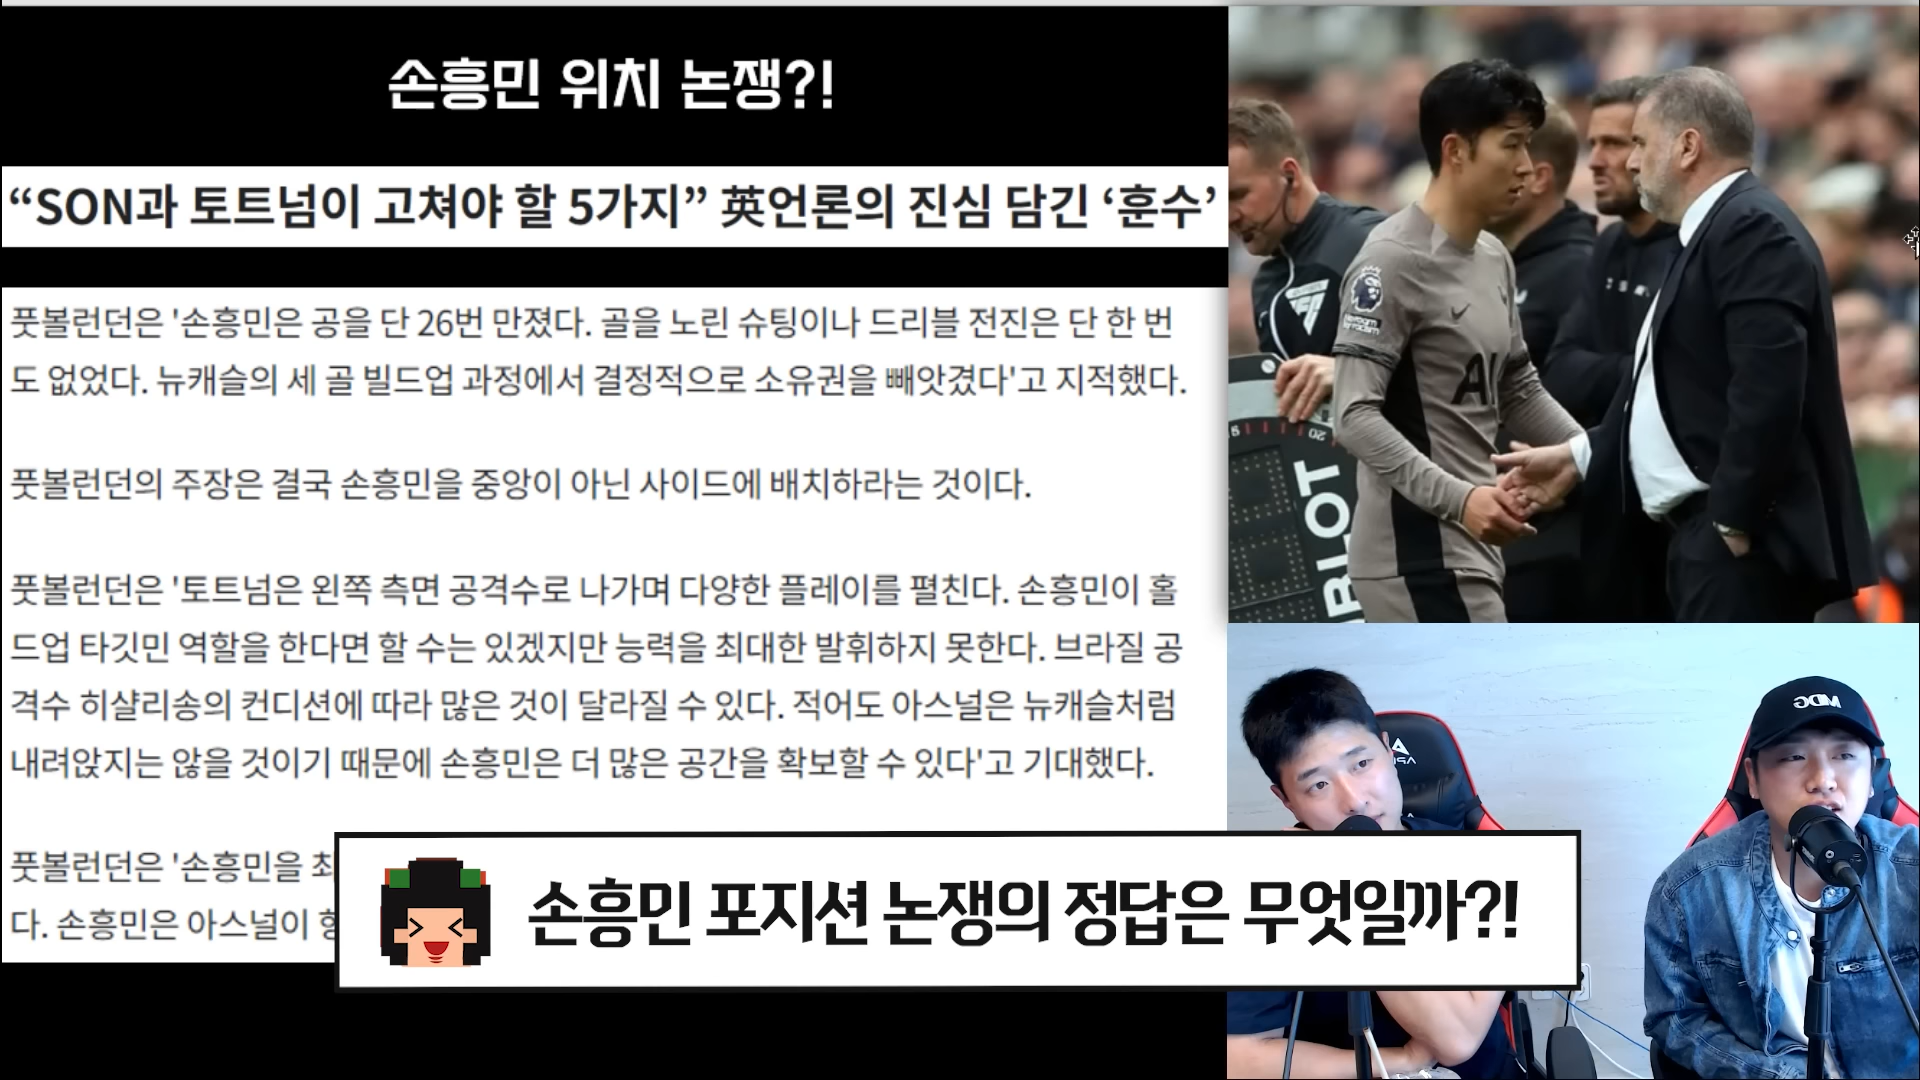 손흥민 위치 논쟁?!
“SON과 토트넘이 고쳐야 할 5가지” 英언론의 진심 담긴 ‘훈수’
풋볼런던은 '손흥민은 공을 단 26번 만졌다. 골을 노린 슈팅이나 드리블 전진은 단 한 번
도 없었다. 뉴캐슬의 세 골 빌드업 과정에서 결정적으로 소유권을 빼앗겼다'고 지적했다.
풋볼런던의 주장은 결국 손흥민을 중앙이 아닌 사이드에 배치하라는 것이다.
풋볼런던은 '토트넘은 왼쪽 측면 공격수로 나가며 다양한 플레이를 펼친다. 손흥민이 홀
드업 타깃민 역할을 한다면 할 수는 있겠지만 능력을 최대한 발휘하지 못한다. 브라질 공
격수 히샬리송의 컨디션에 따라 많은 것이 달라질 수 있다. 적어도 아스널은 뉴캐슬처럼
내려앉지는 않을 것이기 때문에 손흥민은 더 많은 공간을 확보할 수 있다'고 기대했다.
풋볼런던은 '손흥민을 최
다. 손흥민은 아스널이
손흥민 포지션 논쟁의 정답은 무엇일까?!
AI
BLOT
20
MDG